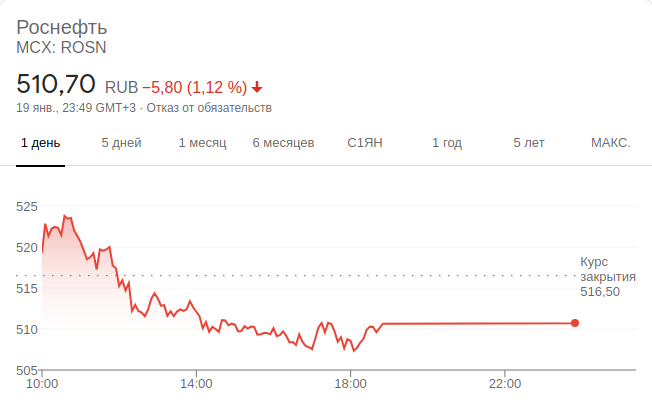 Роснефть
MCX: ROSN
510,70 RUB −5,80 (1,12 %)
19 янв., 23:49 GMT+3 · Отказ от обязательств
1 день 5 дней 1 месяц 6 месяцев С1ЯН 1 год 5 лет МАКС.
525
520
515
510
505
Курс
закрытия
516,50
10:00 14:00 18:00 22:00